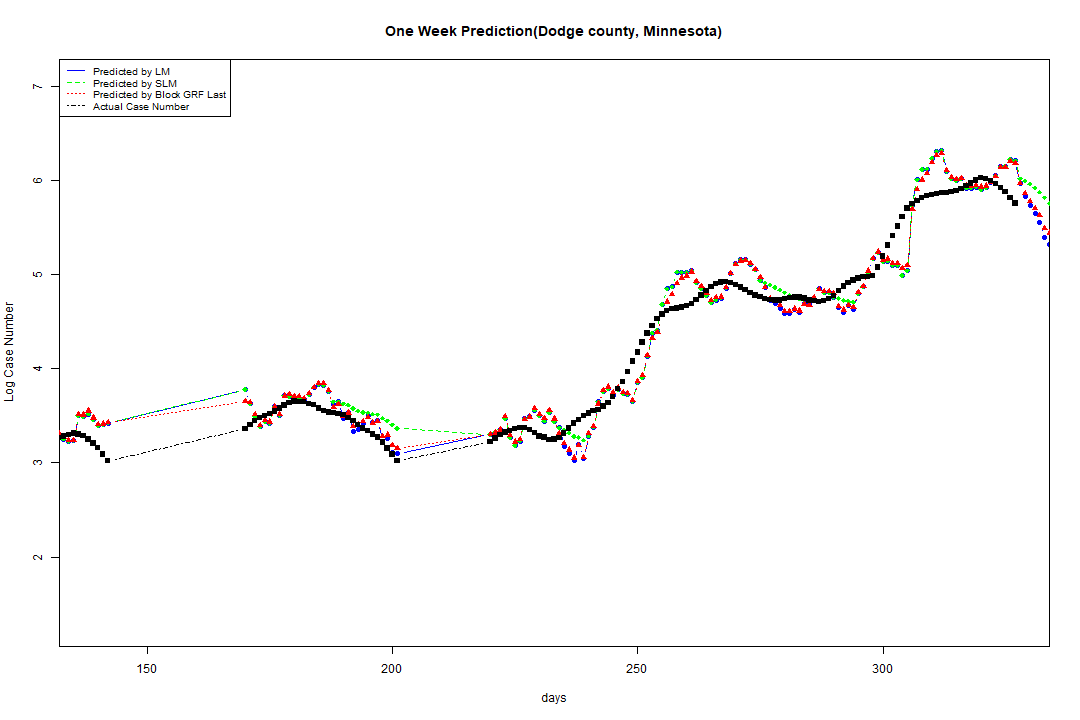 One Week Prediction(Dodge county, Minnesota)
Predicted by LM
Predicted by SLM
Predicted by Block GRF Last
Actual Case Number
7
6
5
4
3
2
Log Case Number
150 200 250 300
days